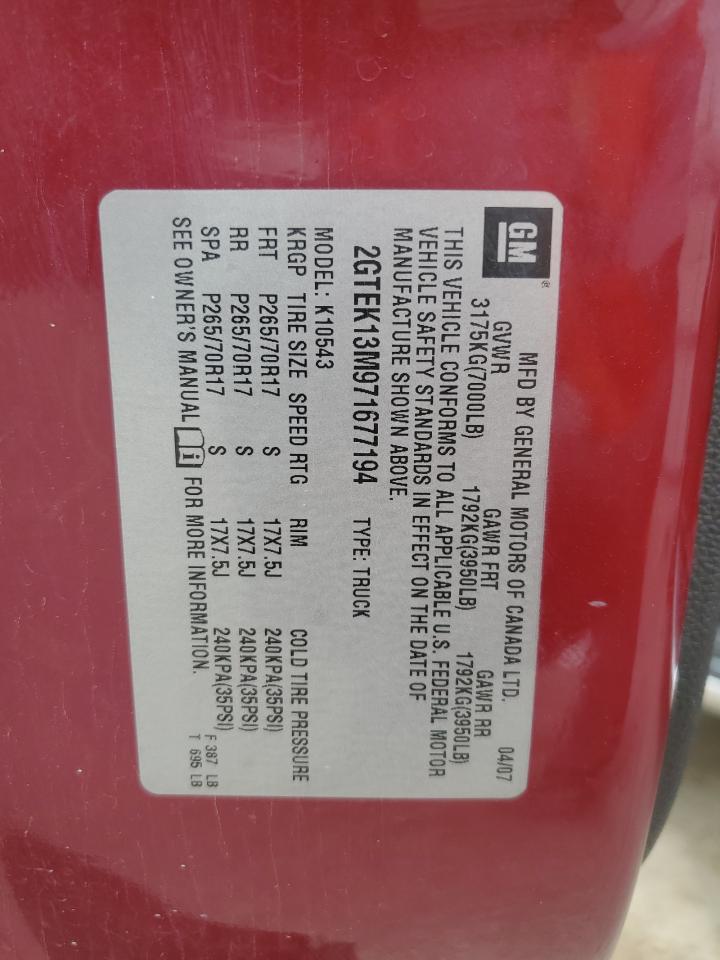 GM ®
MFD BY GENERAL MOTORS OF CANADA LTD. 04/07
GVWR GAWR FRT GAWR RR
3175KG(7000LB) 1792KG(3950LB) 1792KG(3950LB)
THIS VEHICLE CONFORMS TO ALL APPLICABLE U.S. FEDERAL MOTOR
VEHICLE SAFETY STANDARDS IN EFFECT ON THE DATE OF
MANUFACTURE SHOWN ABOVE.
2GTEK13M971677194 TYPE: TRUCK
MODEL: K10543
KRGP TIRE SIZE SPEED RTG RIM COLD TIRE PRESSURE
FRT P265/70R17 S 17X7.5J 240KPA(35PSI)
RR P265/70R17 S 17X7.5J 240KPA(35PSI)
SPA P265/70R17 S 17X7.5J 240KPA(35PSI) F 387 LB
SEE OWNER'S MANUAL i FOR MORE INFORMATION. T 695 LB